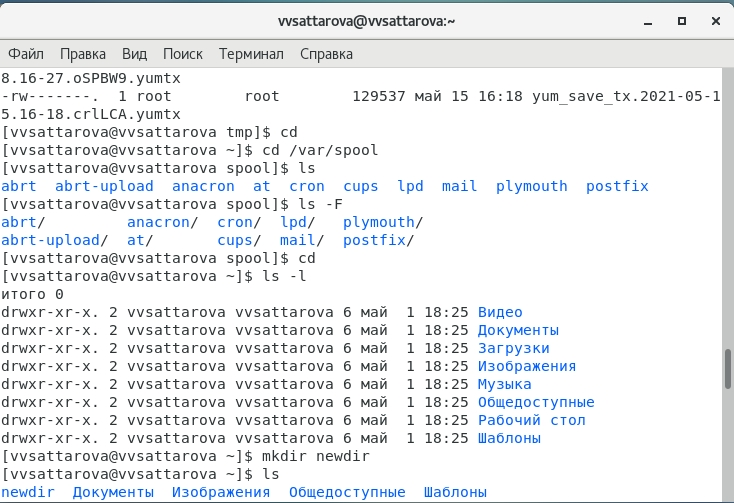 vvsattarova@vvsattarova:~
Файл Правка Вид Поиск Терминал Справка
8.16-27.oSPBW9.yumtx
-rw-------. 1 root root 129537 май 15 16:18 yum_save_tx.2021-05-1
5.16-18.crlLCA.yumtx
[vvsattarova@vvsattarova tmp]$ cd
[vvsattarova@vvsattarova ~]$ cd /var/spool
[vvsattarova@vvsattarova spool]$ ls
abrt abrt-upload anacron at cron cups lpd mail plymouth postfix
[vvsattarova@vvsattarova spool]$ ls -F
abrt/ anacron/ cron/ lpd/ plymouth/
abrt-upload/ at/ cups/ mail/ postfix/
[vvsattarova@vvsattarova spool]$ cd
[vvsattarova@vvsattarova ~]$ ls -l
итого 0
drwxr-xr-x. 2 vvsattarova vvsattarova 6 май 1 18:25 Видео
drwxr-xr-x. 2 vvsattarova vvsattarova 6 май 1 18:25 Документы
drwxr-xr-x. 2 vvsattarova vvsattarova 6 май 1 18:25 Загрузки
drwxr-xr-x. 2 vvsattarova vvsattarova 6 май 1 18:25 Изображения
drwxr-xr-x. 2 vvsattarova vvsattarova 6 май 1 18:25 Музыка
drwxr-xr-x. 2 vvsattarova vvsattarova 6 май 1 18:25 Общедоступные
drwxr-xr-x. 2 vvsattarova vvsattarova 6 май 1 18:25 Рабочий стол
drwxr-xr-x. 2 vvsattarova vvsattarova 6 май 1 18:25 Шаблоны
[vvsattarova@vvsattarova ~]$ mkdir newdir
[vvsattarova@vvsattarova ~]$ ls
newdir Документы Изображения Общедоступные Шаблоны